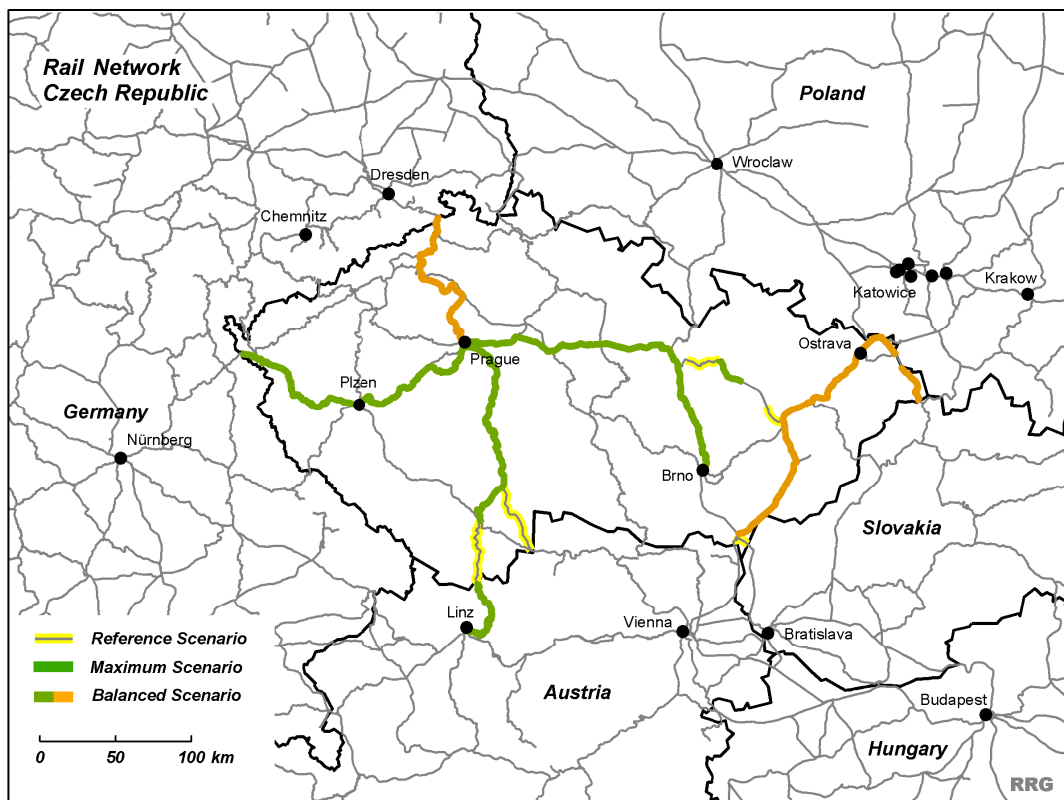 Rail Network
Czech Republic
Poland
Wroclaw
Dresden
Chemnitz
Katowice
Krakow
Ostrava
Prague
Plzen
Germany
Nürnberg
Brno
Slovakia
Linz
Vienna
Bratislava
Austria
Budapest
Hungary
Reference Scenario
Maximum Scenario
Balanced Scenario
0 50 100 km
RRG